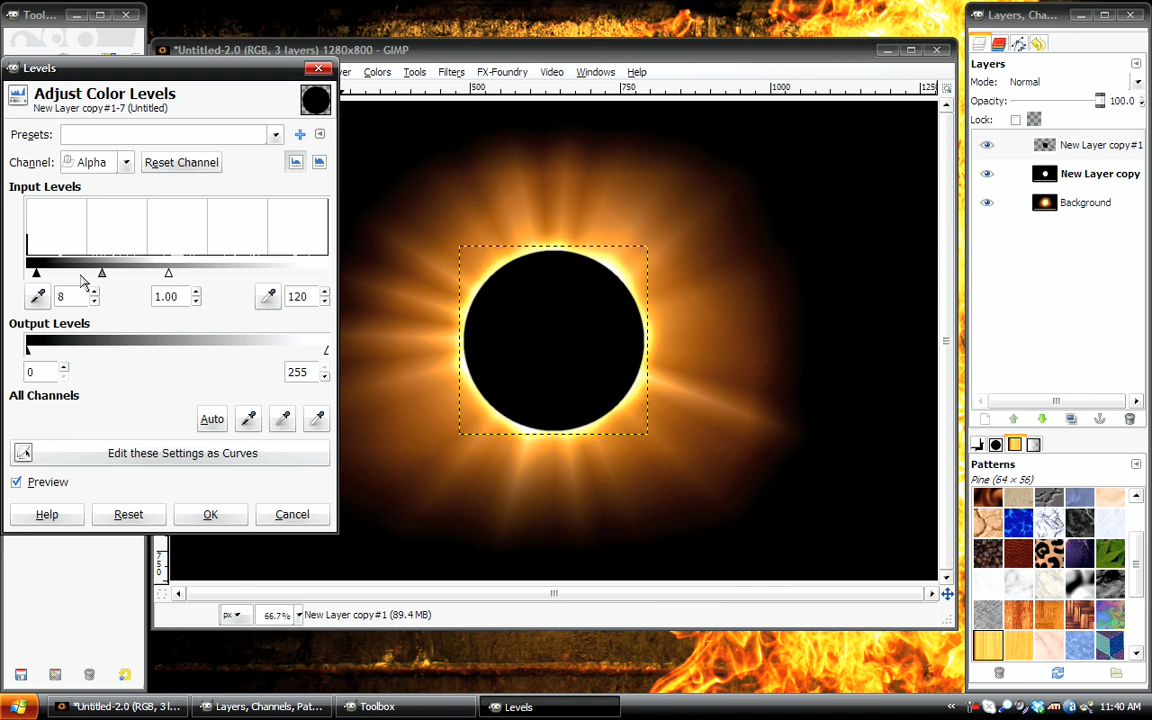 Tool...
*Untitled-2.0 (RGB, 3 layers) 1280x800 - GIMP
Layers, Cha...
Levels
Colors Tools Filters FX-Foundry Video Windows Help
500 750 1000
Adjust Color Levels
New Layer copy#1-7 (Untitled)
Presets:
Channel: Alpha Reset Channel
Input Levels
8 1.00 120
Output Levels
0 255
All Channels
Auto
Edit these Settings as Curves
Preview
Help Reset OK Cancel
px 66.7% New Layer copy#1 (89.4 MB)
Layers
Mode: Normal
Opacity: 100.0
Lock:
New Layer copy#1
New Layer copy
Background
Patterns
Pine (64 × 56)
*Untitled-2.0 (RGB, 3 l... Layers, Channels, Pat... Toolbox Levels 11:40 AM